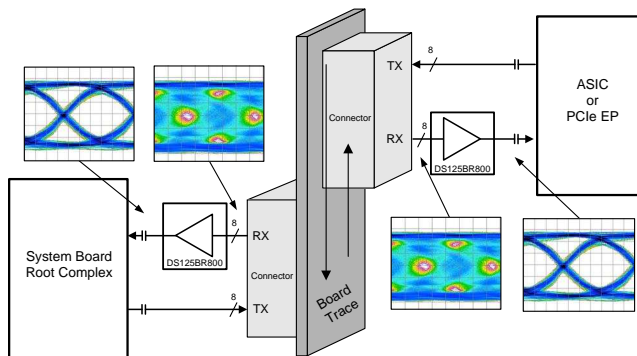 8
TX
Connector
RX
8
DS125BR800
ASIC
or
PCIe EP
System Board
Root Complex
DS125BR800
8
RX
Connector
TX
8
Board
Trace